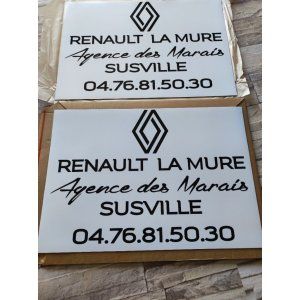 RENAULT LA MURE
Agence des Marais
SUSVILLE
04.76.81.50.30
RENAULT LA MURE
Agence des Marais
SUSVILLE
04.76.81.50.30